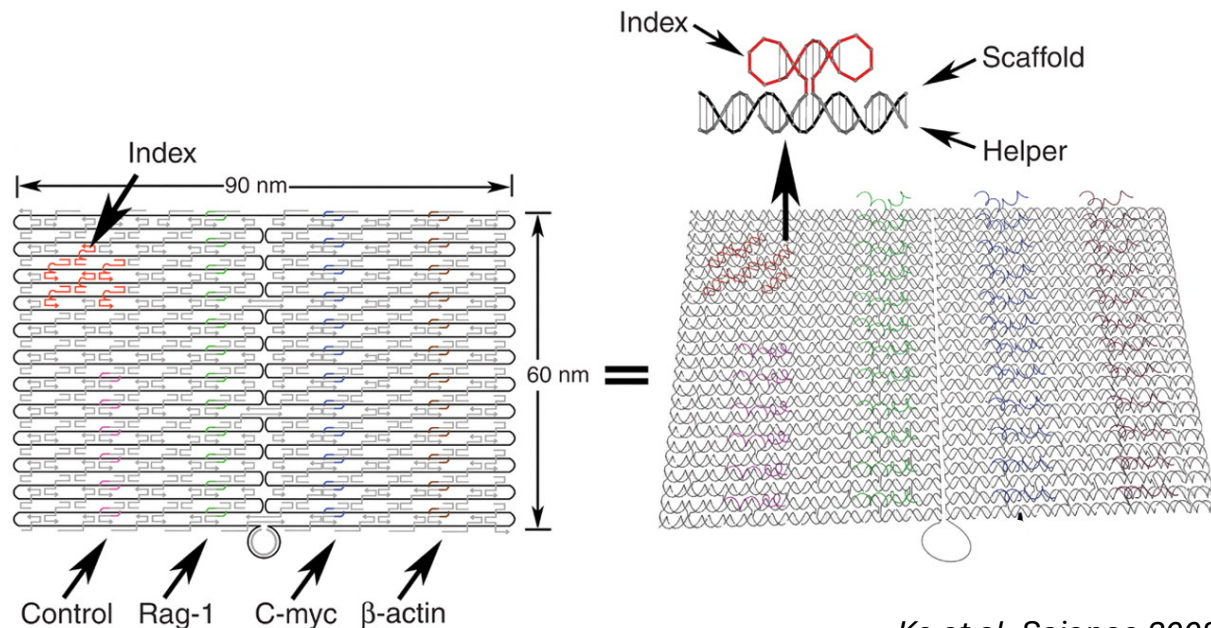 Index
90 nm
60 nm
Control Rag-1 C-myc β-actin
=
Index
Scaffold
Helper